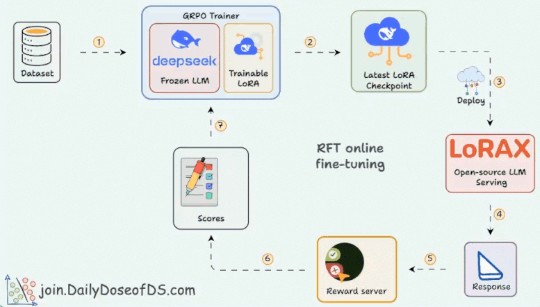 GRPO Trainer
1
2
deepseek
Frozen LLM
Trainable
LoRA
Dataset
Latest LoRA
Checkpoint
3
Deploy
7
RFT online
fine-tuning
LoRAX
Open-source LLM
Serving
Scores
4
6
5
Reward server
Response
join.DailyDoseofDS.com